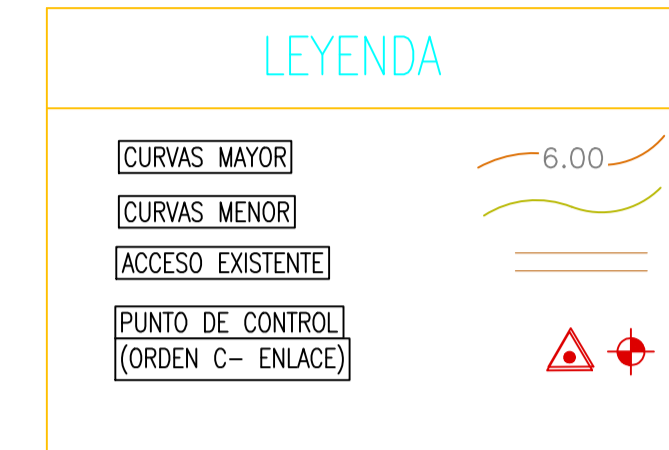 LEYENDA
CURVAS MAYOR
6.00
CURVAS MENOR
ACCESO EXISTENTE
PUNTO DE CONTROL
(ORDEN C- ENLACE)